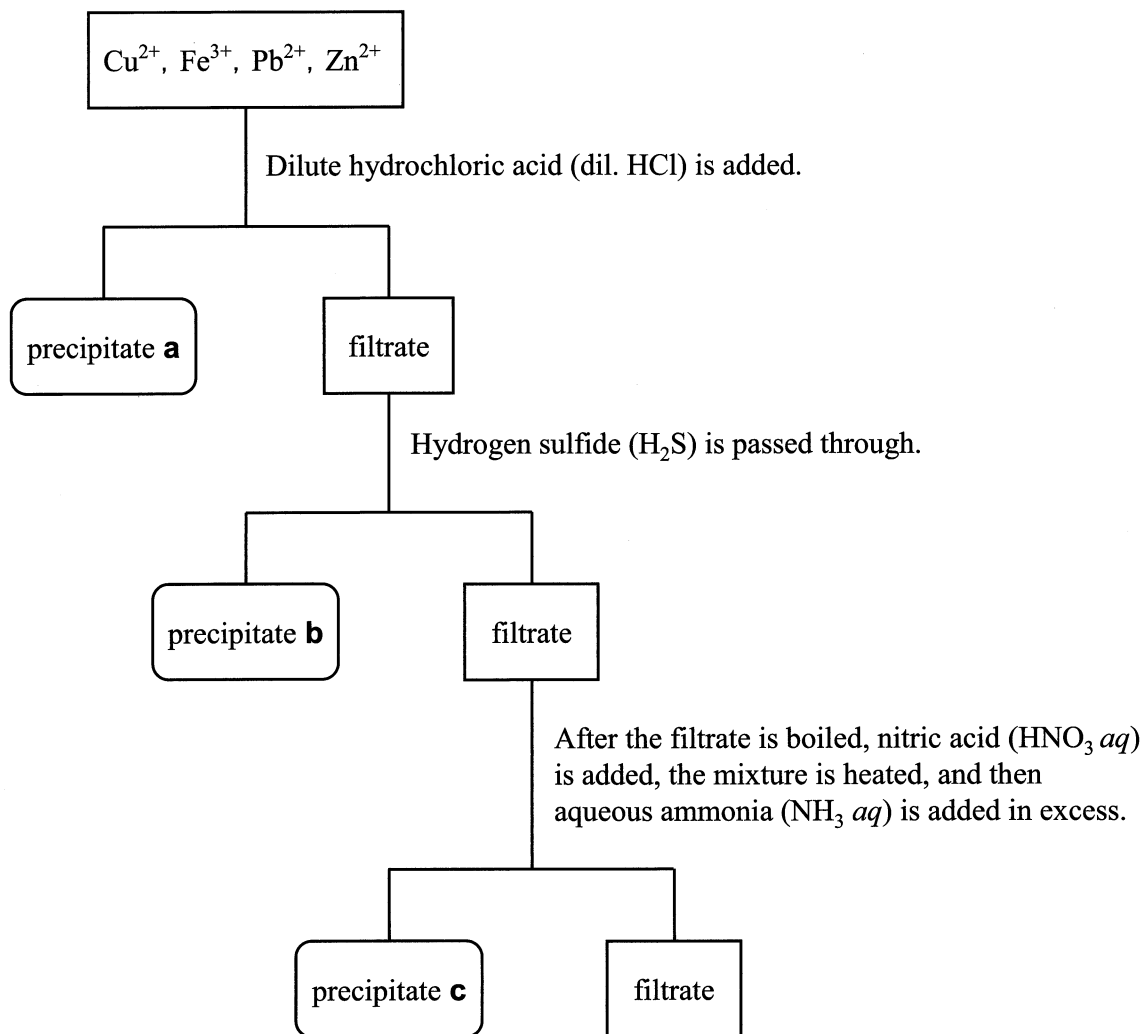 Cu²⁺, Fe³⁺, Pb²⁺, Zn²⁺
Dilute hydrochloric acid (dil. HCl) is added.
precipitate a
filtrate
Hydrogen sulfide (H₂S) is passed through.
precipitate b
filtrate
After the filtrate is boiled, nitric acid (HNO₃ aq)
is added, the mixture is heated, and then
aqueous ammonia (NH₃ aq) is added in excess.
precipitate c
filtrate